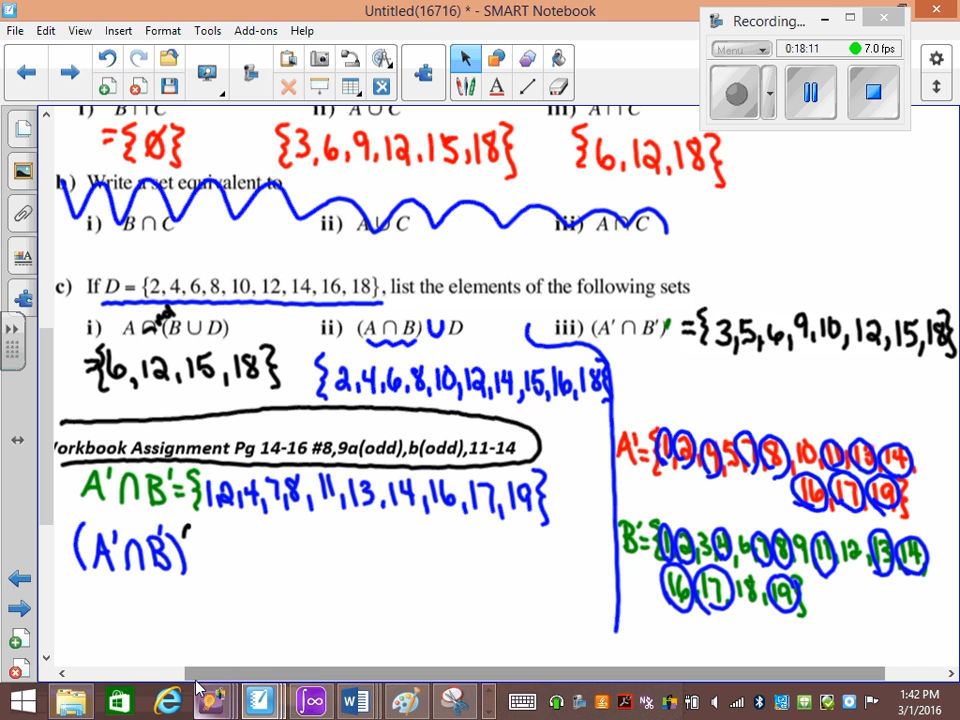 Untitled(16716) * - SMART Notebook
File Edit View Insert Format Tools Add-ons Help
Recording...
Menu 0:18:11 7.0 fps
i) B ∩ C ii) A ∪ C iii) A ∩ C
={Ø} {3,6,9,12,15,18} {6,12,18}
b) Write a set equivalent to
i) B ∩ C ii) A ∪ C iii) A ∩ C
c) If D = {2, 4, 6, 8, 10, 12, 14, 16, 18}, list the elements of the following sets
and
i) A ∩ (B ∪ D) ii) (A ∩ B) ∪ D iii) (A′ ∩ B′)′ ={3,5,6,9,10,12,15,18}
={6,12,15,18} {2,4,6,8,10,12,14,15,16,18}
orkbook Assignment Pg 14-16 #8,9a(odd),b(odd),11-14
A'={1,2,4,5,7,8,10,11,13,14,
16,17,19}
A'∩B'={1,2,4,7,8,11,13,14,16,17,19}
(A'∩B')'
B'={1,2,3,4,6,7,8,9,11,12,13,14,
16,17,18,19}
1:42 PM
3/1/2016